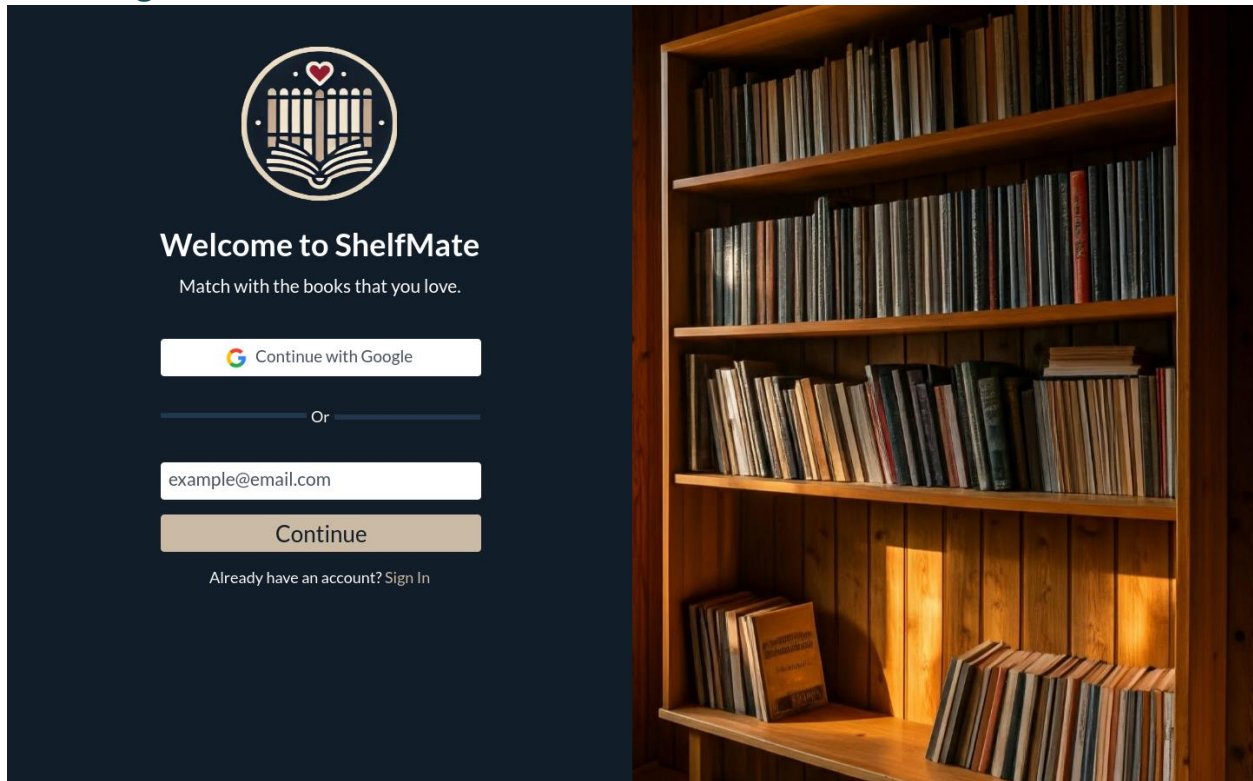 Welcome to ShelfMate
Match with the books that you love.
Continue with Google
Or
example@email.com
Continue
Already have an account? Sign In